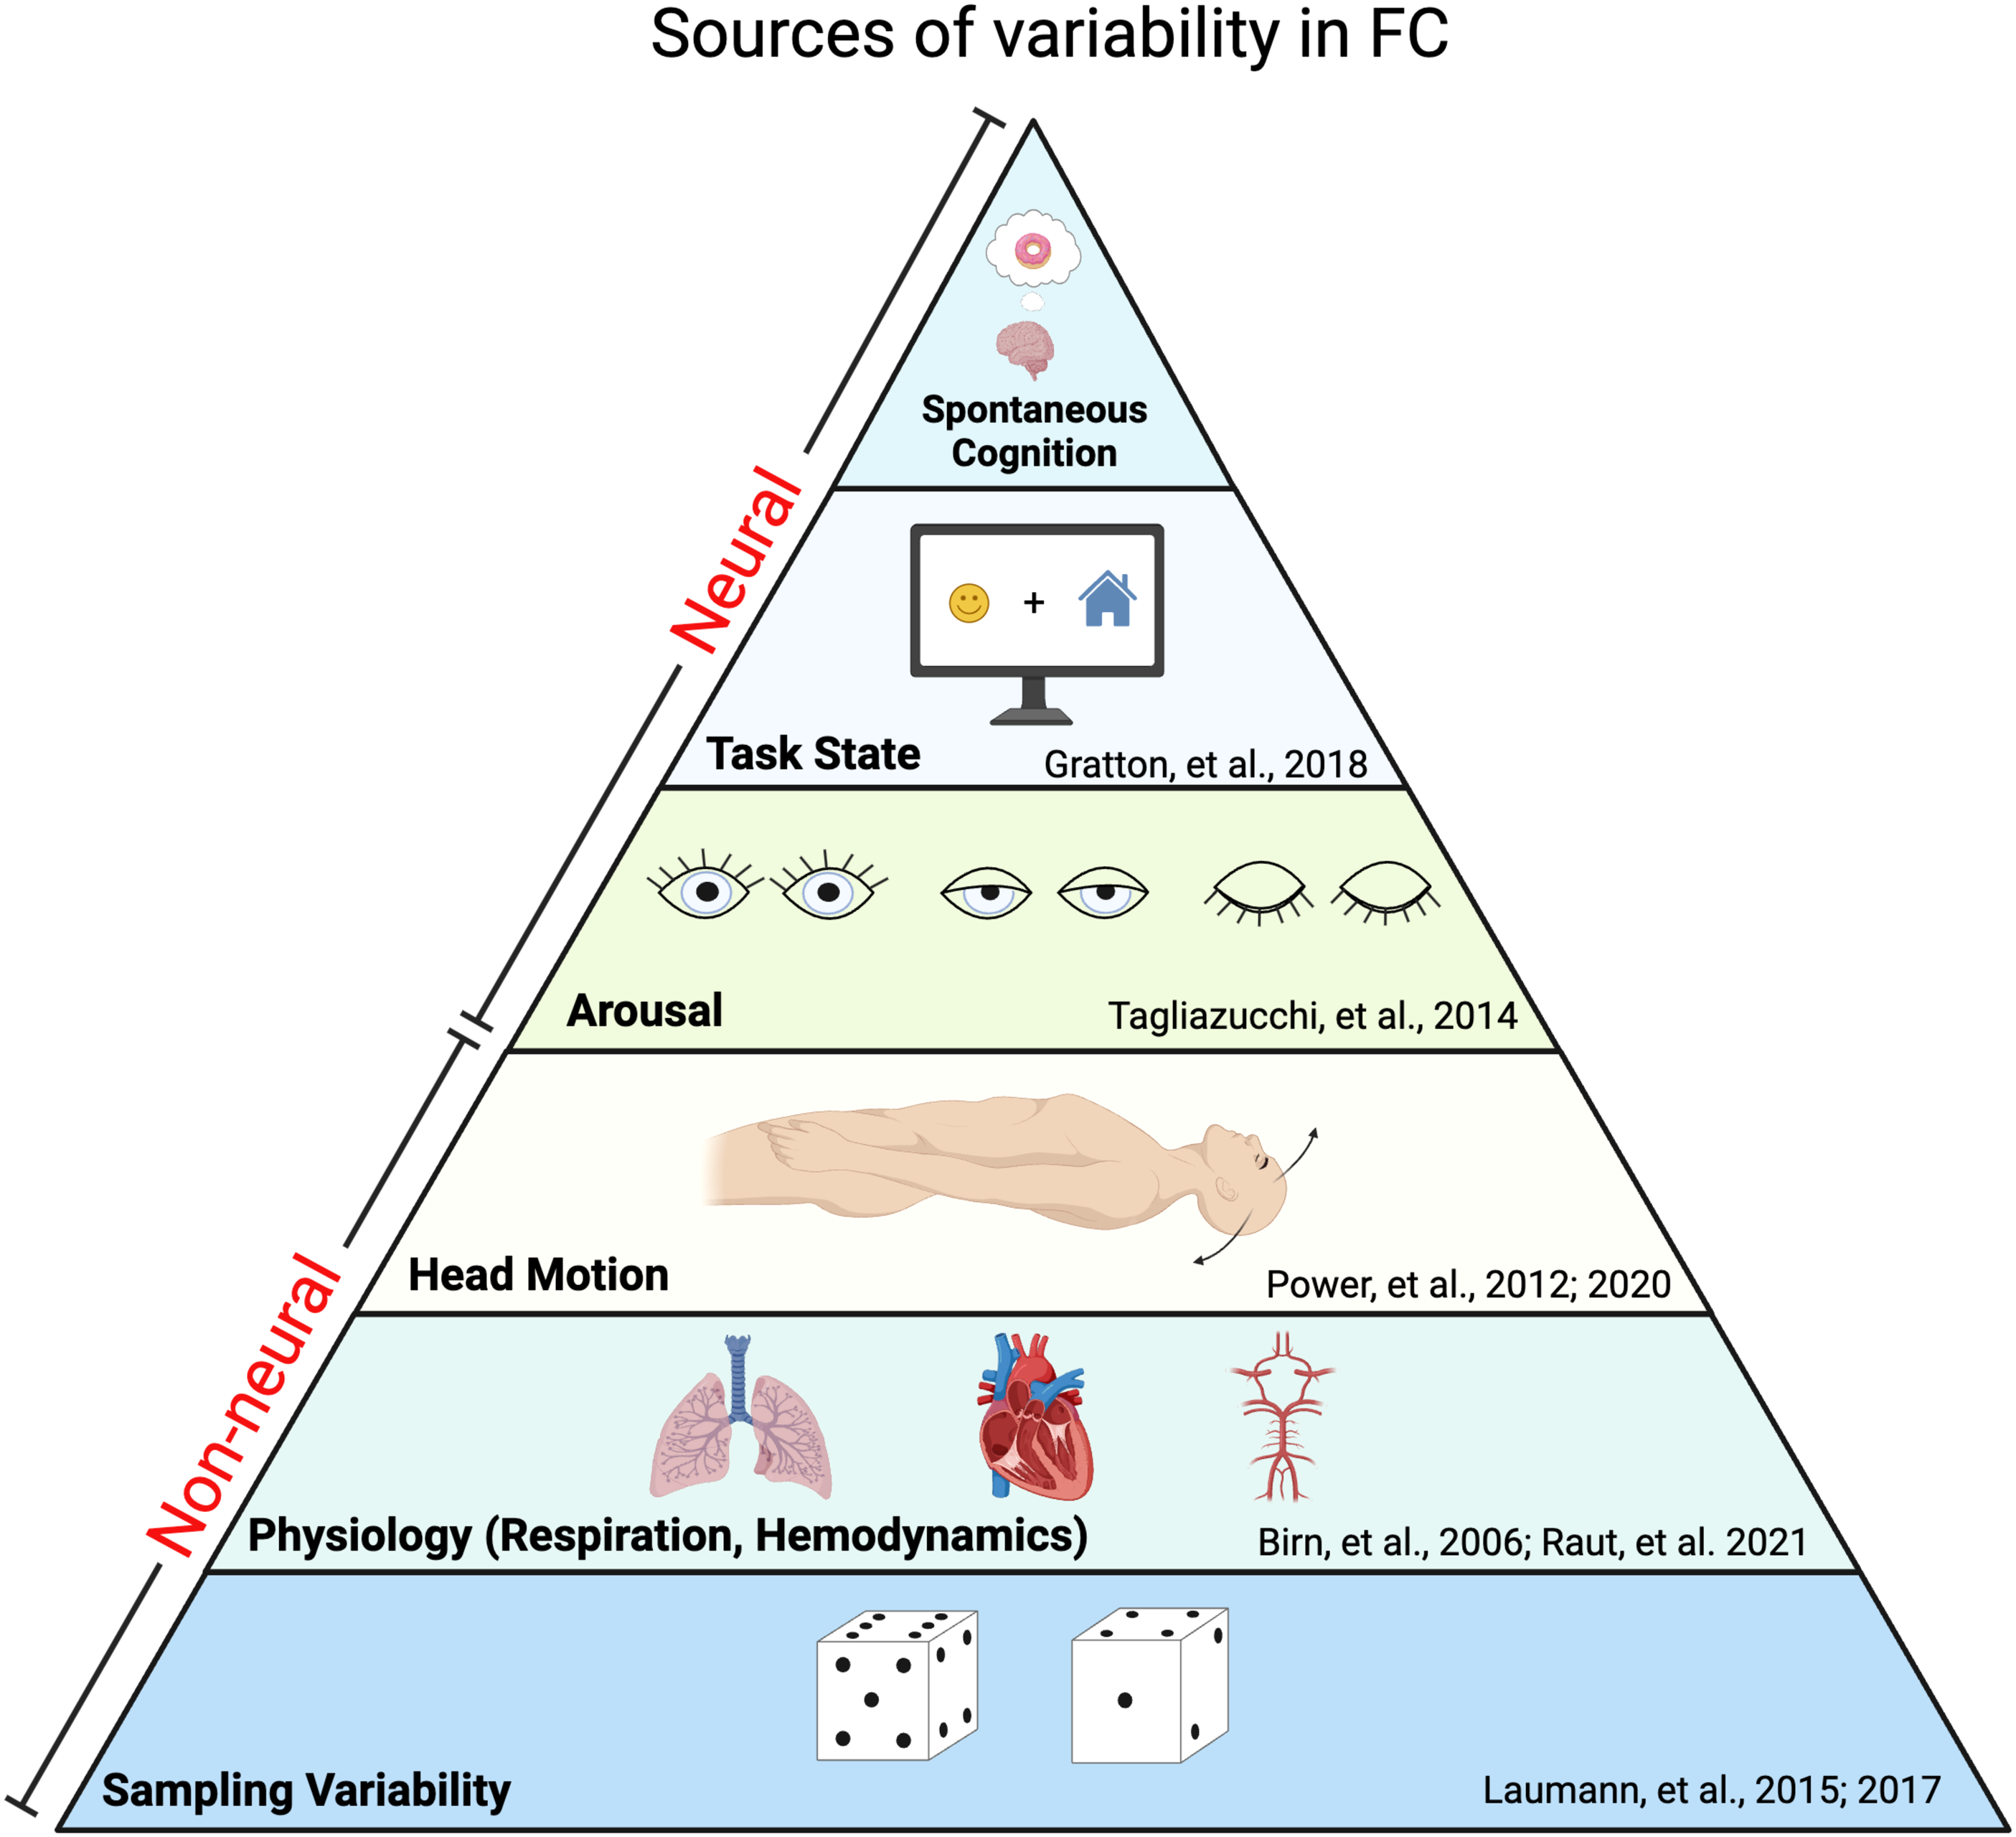 Sources of variability in FC
Spontaneous
Cognition
Neural
+
Task State
Gratton, et al., 2018
Arousal
Tagliazucchi, et al., 2014
Head Motion
Power, et al., 2012; 2020
Non-neural
Physiology (Respiration, Hemodynamics)
Birn, et al., 2006; Raut, et al. 2021
Sampling Variability
Laumann, et al., 2015; 2017